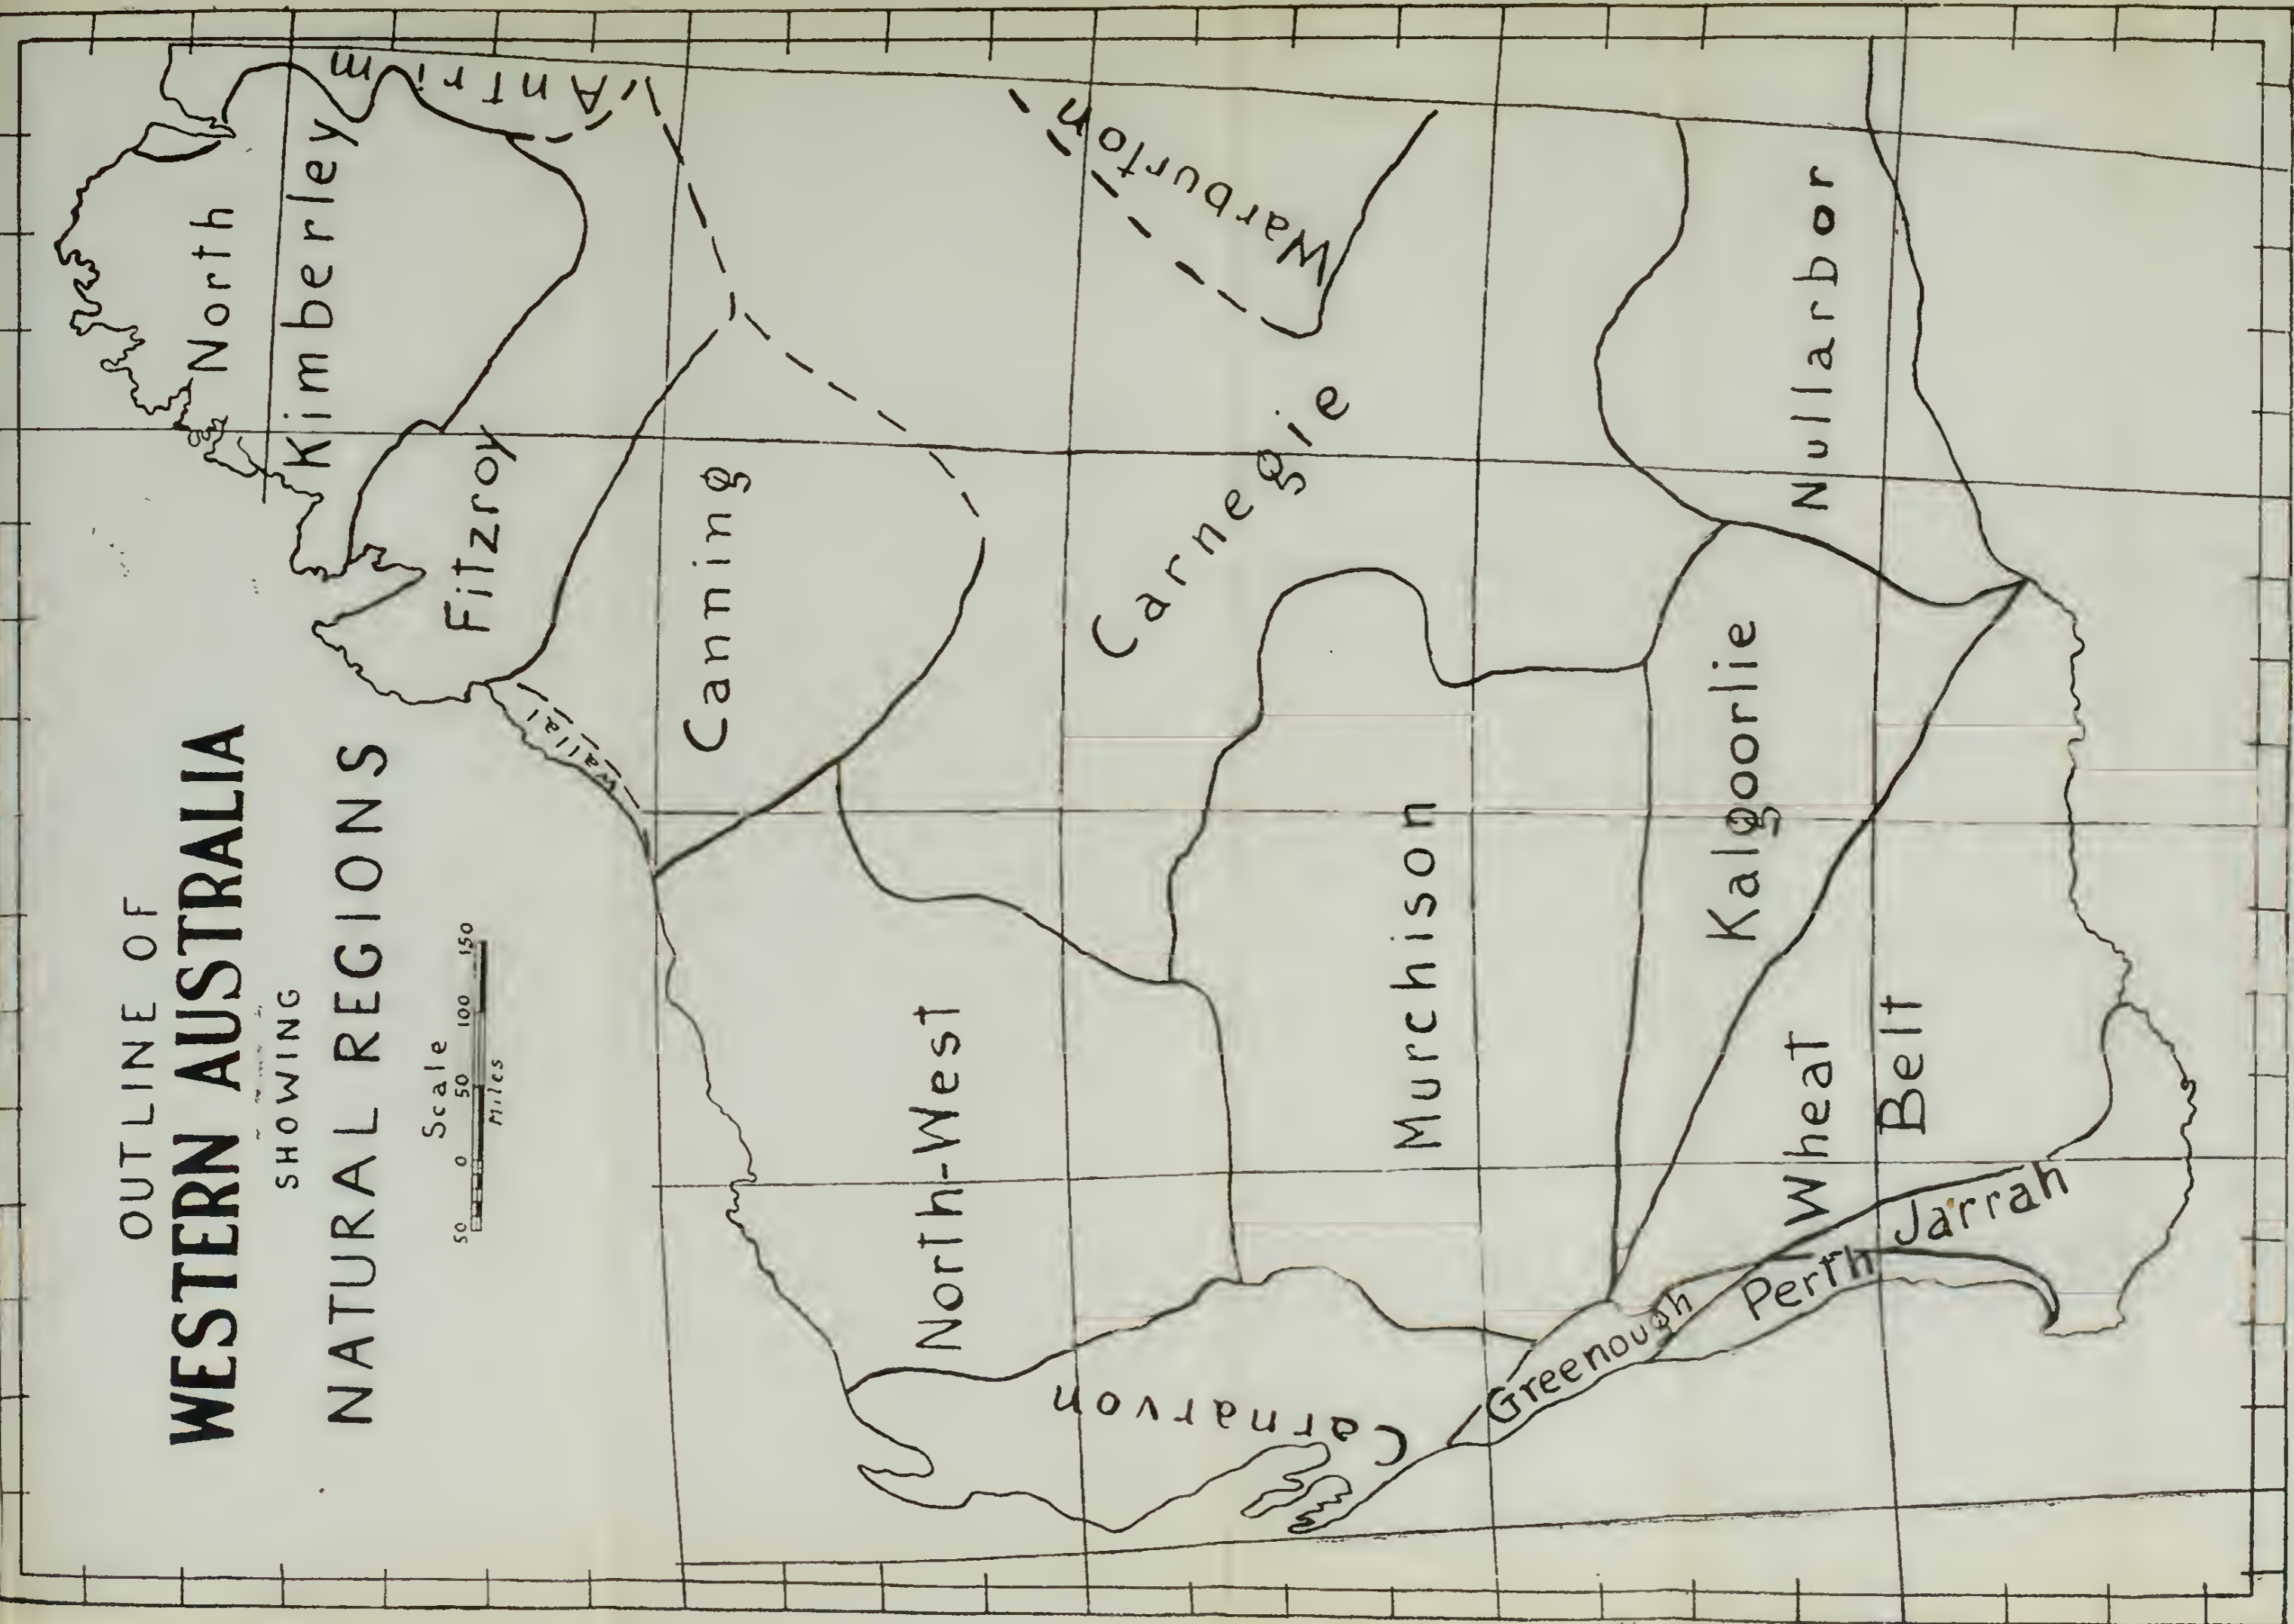 OUTLINE OF
WESTERN AUSTRALIA
SHOWING
NATURAL REGIONS
Scale
50 0 50 100 150
Miles
North
Kimberley
Antrim
Fitzroy
Wallal
Canning
Warburton
Carnegie
North-West
Carnarvon
Murchison
Nullarbor
Kalgoorlie
Greenough
Wheat
Belt
Perth
Jarrah